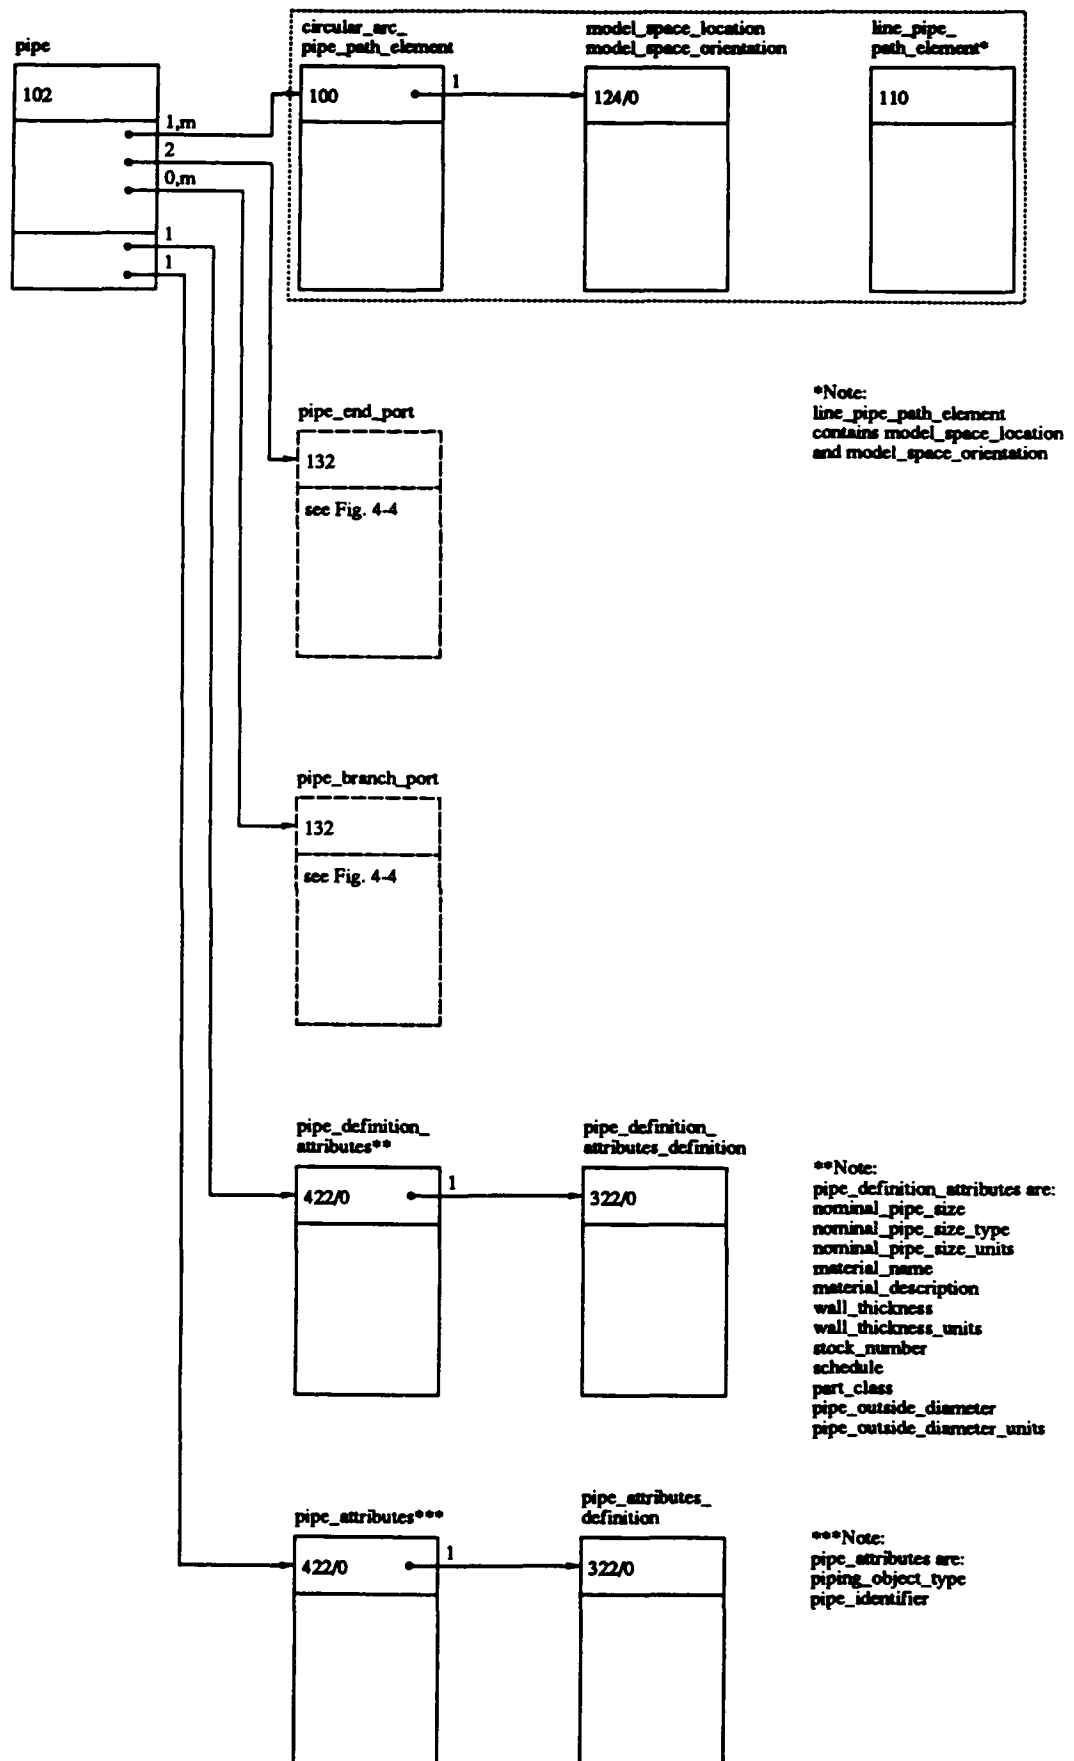 pipe
102
1,m
2
0,m
1
1
circular_arc_
pipe_path_element
100
1
model_space_location
model_space_orientation
124/0
line_pipe_
path_element*
110
*Note:
line_pipe_path_element
contains model_space_location
and model_space_orientation
pipe_end_port
132
see Fig. 4-4
pipe_branch_port
132
see Fig. 4-4
pipe_definition_
attributes**
422/0
1
pipe_definition_
attributes_definition
322/0
**Note:
pipe_definition_attributes are:
nominal_pipe_size
nominal_pipe_size_type
nominal_pipe_size_units
material_name
material_description
wall_thickness
wall_thickness_units
stock_number
schedule
part_class
pipe_outside_diameter
pipe_outside_diameter_units
pipe_attributes***
422/0
1
pipe_attributes_
definition
322/0
***Note:
pipe_attributes are:
piping_object_type
pipe_identifier